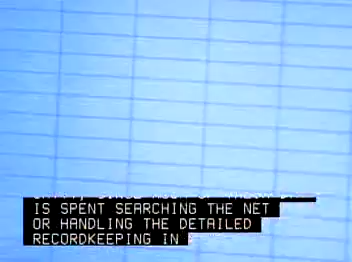 IS SPENT SEARCHING THE NET
OR HANDLING THE DETAILED
RECORDKEEPING IN